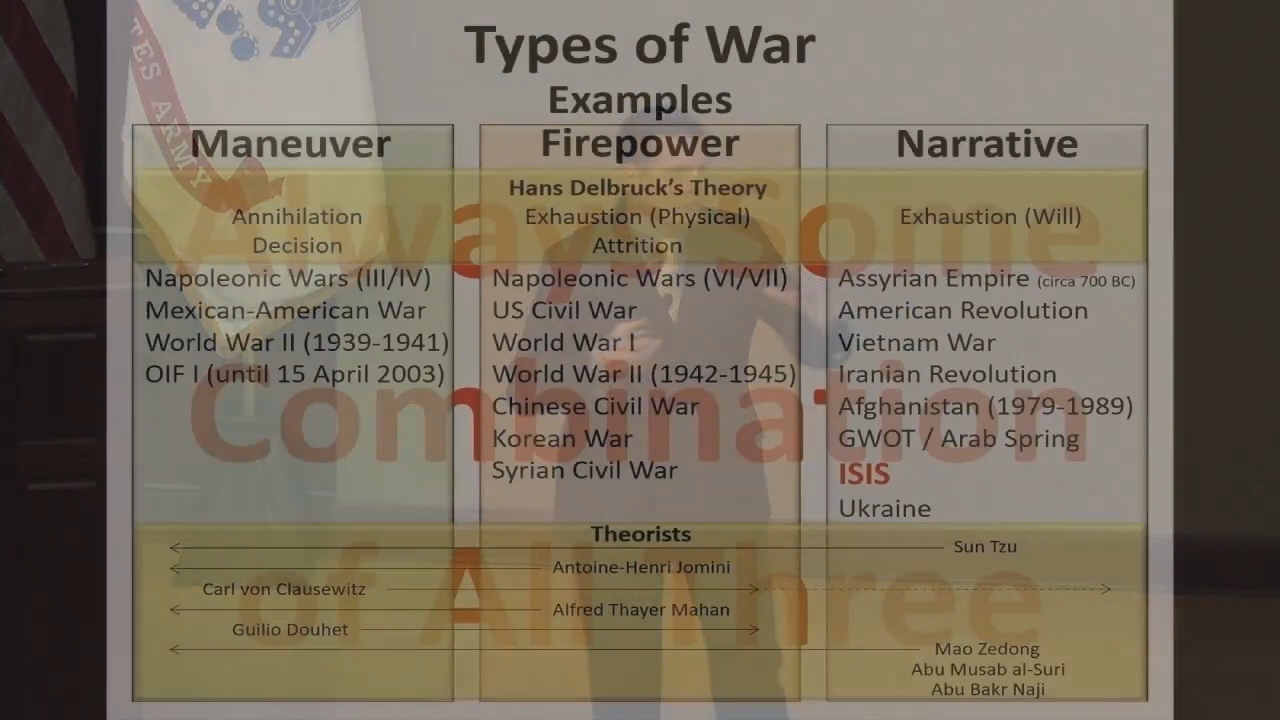 Types of War
Examples
Maneuver
Firepower
Narrative
Hans Delbruck's Theory
Annihilation
Decision
Exhaustion (Physical)
Attrition
Exhaustion (Will)
Napoleonic Wars (III/IV)
Mexican-American War
World War II (1939-1941)
OIF I (until 15 April 2003)
Napoleonic Wars (VI/VII)
US Civil War
World War I
World War II (1942-1945)
Chinese Civil War
Korean War
Syrian Civil War
Assyrian Empire (circa 700 BC)
American Revolution
Vietnam War
Iranian Revolution
Afghanistan (1979-1989)
GWOT / Arab Spring
ISIS
Ukraine
Theorists
Sun Tzu
Antoine-Henri Jomini
Carl von Clausewitz
Alfred Thayer Mahan
Guilio Douhet
Mao Zedong
Abu Musab al-Suri
Abu Bakr Naji
Always Some
Combination
of All Three
TES ARMY